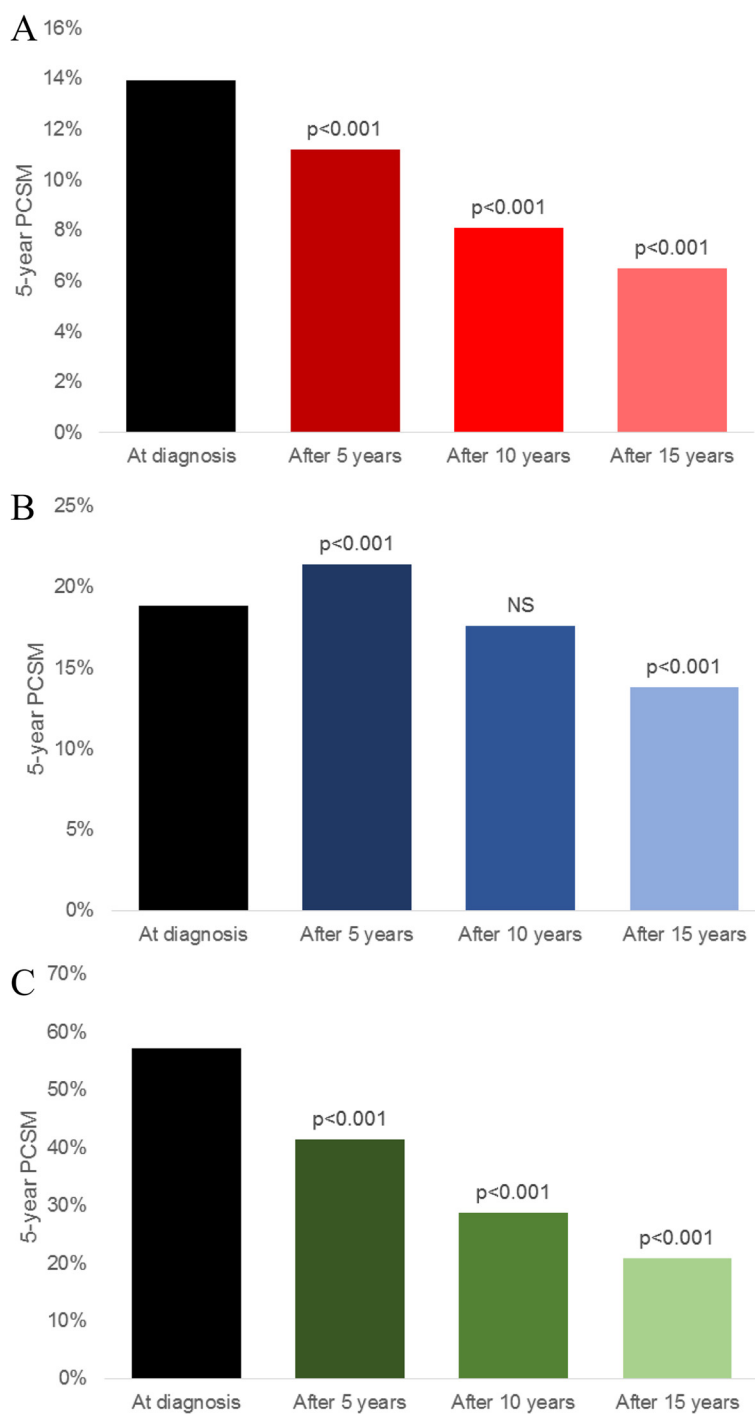 A
16%
14%
12%
10%
8%
6%
4%
2%
0%
5-year PCSM
p<0.001
p<0.001
p<0.001
At diagnosis After 5 years After 10 years After 15 years
B
25%
20%
15%
10%
5%
0%
5-year PCSM
p<0.001
NS
p<0.001
At diagnosis After 5 years After 10 years After 15 years
C
70%
60%
50%
40%
30%
20%
10%
0%
5-year PCSM
p<0.001
p<0.001
p<0.001
At diagnosis After 5 years After 10 years After 15 years